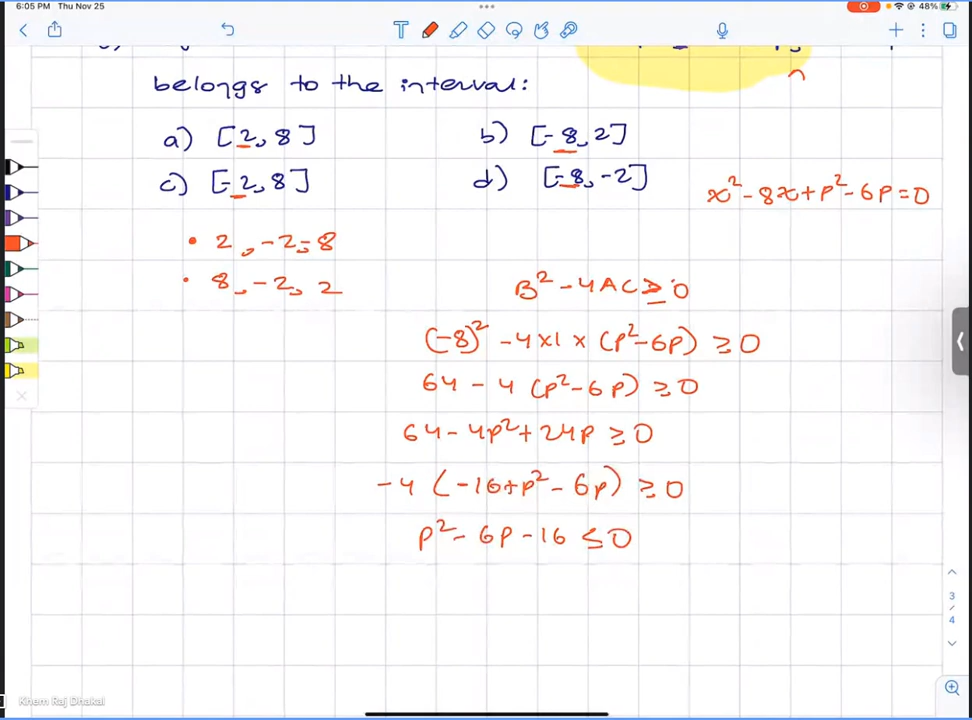 6:05 PM Thu Nov 25
48%
belongs to the interval:
a) [2, 8] b) [-8, 2]
c) [-2, 8] d) [-8, -2]
x² - 8x + p² - 6p = 0
• 2, -2, 8
• 8, -2, 2
B² - 4AC ≥ 0
(-8)² - 4×1 × (p² - 6p) ≥ 0
64 - 4 (p² - 6p) ≥ 0
64 - 4p² + 24p ≥ 0
-4 (-16 + p² - 6p) ≥ 0
p² - 6p - 16 ≤ 0
3
/
4
Khem Raj Dhakal